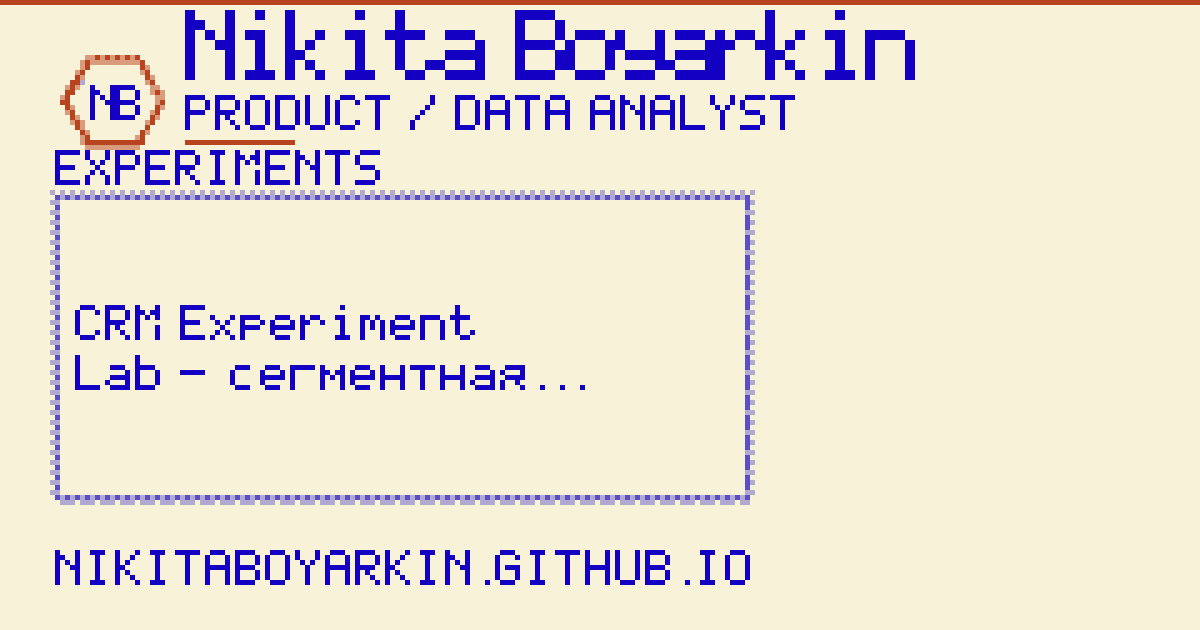 Nikita Boyarkin
NB
PRODUCT / DATA ANALYST
EXPERIMENTS
CRM Experiment
Lab - сегментная...
NIKITABOYARKIN.GITHUB.IO